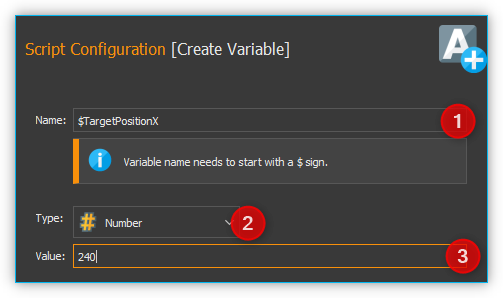 Script Configuration [Create Variable]
A
Name: $TargetPositionX 1
Variable name needs to start with a $ sign.
Type: # Number 2
Value: 240 3